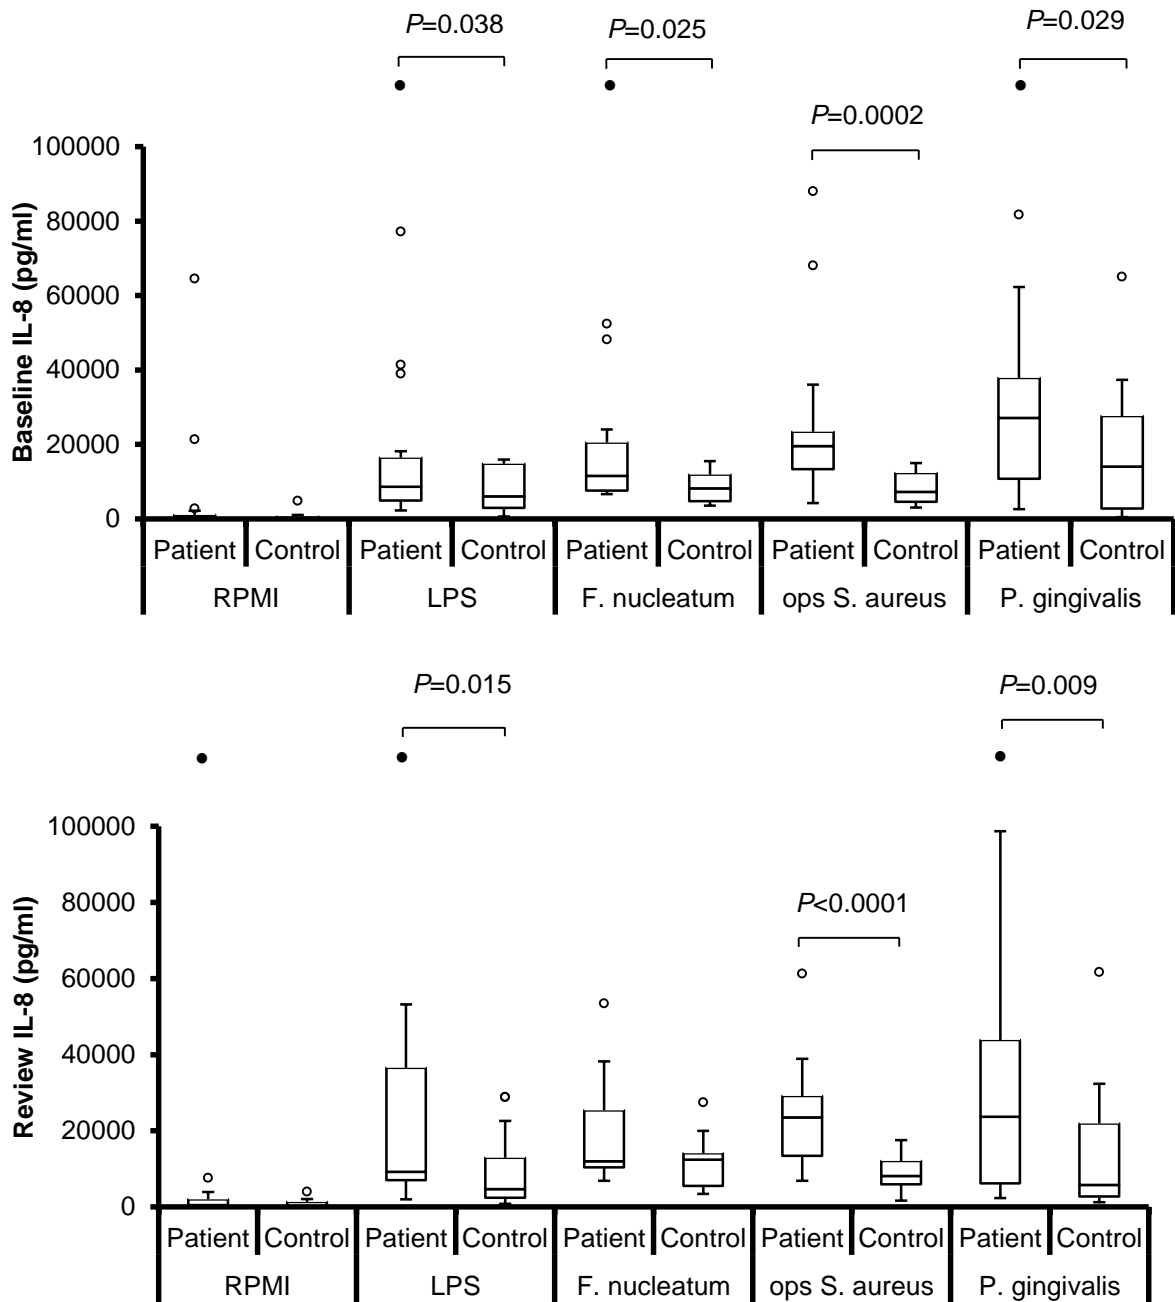 P=0.038
P=0.025
P=0.029
P=0.0002
Baseline IL-8 (pg/ml)
100000
80000
60000
40000
20000
0
Patient Control Patient Control Patient Control Patient Control Patient Control
RPMI LPS F. nucleatum ops S. aureus P. gingivalis
P=0.015
P=0.009
P<0.0001
Review IL-8 (pg/ml)
100000
80000
60000
40000
20000
0
Patient Control Patient Control Patient Control Patient Control Patient Control
RPMI LPS F. nucleatum ops S. aureus P. gingivalis